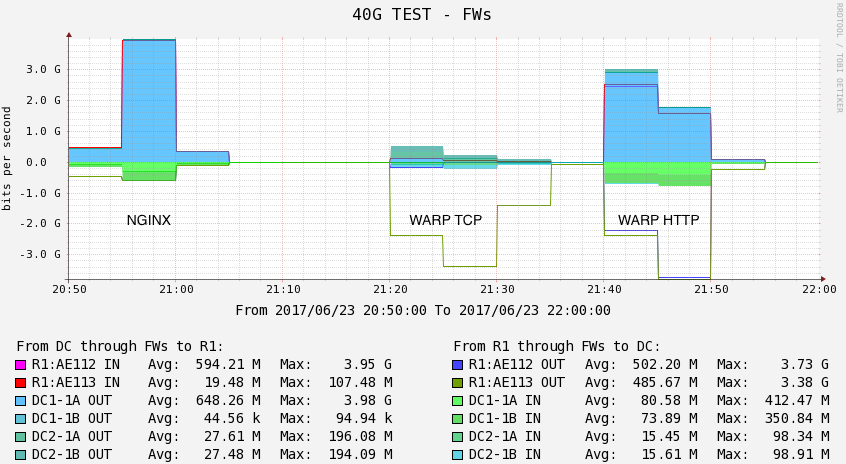 40G TEST - FWs
RRDTOOL / TOBI OETIKER
bits per second
3.0 G
2.0 G
1.0 G
0.0
-1.0 G
-2.0 G
-3.0 G
NGINX
WARP TCP
WARP HTTP
20:50 21:00 21:10 21:20 21:30 21:40 21:50 22:00
From 2017/06/23 20:50:00 To 2017/06/23 22:00:00
From DC through FWs to R1:
R1:AE112 IN Avg: 594.21 M Max: 3.95 G
R1:AE113 IN Avg: 19.48 M Max: 107.48 M
DC1-1A OUT Avg: 648.26 M Max: 3.98 G
DC1-1B OUT Avg: 44.56 k Max: 94.94 k
DC2-1A OUT Avg: 27.61 M Max: 196.08 M
DC2-1B OUT Avg: 27.48 M Max: 194.09 M
From R1 through FWs to DC:
R1:AE112 OUT Avg: 502.20 M Max: 3.73 G
R1:AE113 OUT Avg: 485.67 M Max: 3.38 G
DC1-1A IN Avg: 80.58 M Max: 412.47 M
DC1-1B IN Avg: 73.89 M Max: 350.84 M
DC2-1A IN Avg: 15.45 M Max: 98.34 M
DC2-1B IN Avg: 15.61 M Max: 98.91 M